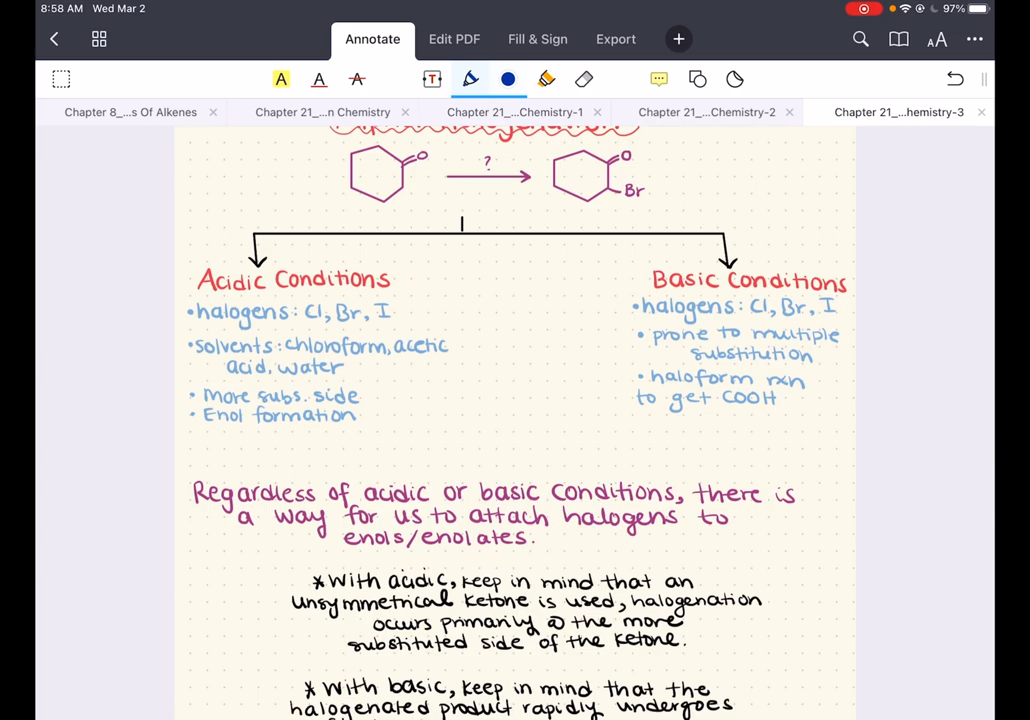 8:58 AM Wed Mar 2
97%
Annotate
Edit PDF
Fill & Sign
Export
AA
A A A T
Chapter 8_...s Of Alkenes
Chapter 21_...n Chemistry
Chapter 21_...Chemistry-1
Chapter 21_...Chemistry-2
Chapter 21_...hemistry-3
O
?
O
Br
Acidic Conditions
•halogens: Cl, Br, I
•solvents: chloroform, acetic
acid, water
• More subs. side
• Enol formation
Basic Conditions
•halogens: Cl, Br, I
• prone to multiple
substitution
• haloform rxn
to get COOH
Regardless of acidic or basic conditions, there is
a way for us to attach halogens to
enols/enolates.
*With acidic, keep in mind that an
unsymmetrical ketone is used, halogenation
occurs primarily @ the more
substituted side of the ketone.
* With basic, keep in mind that the
halogenated product rapidly undergoes